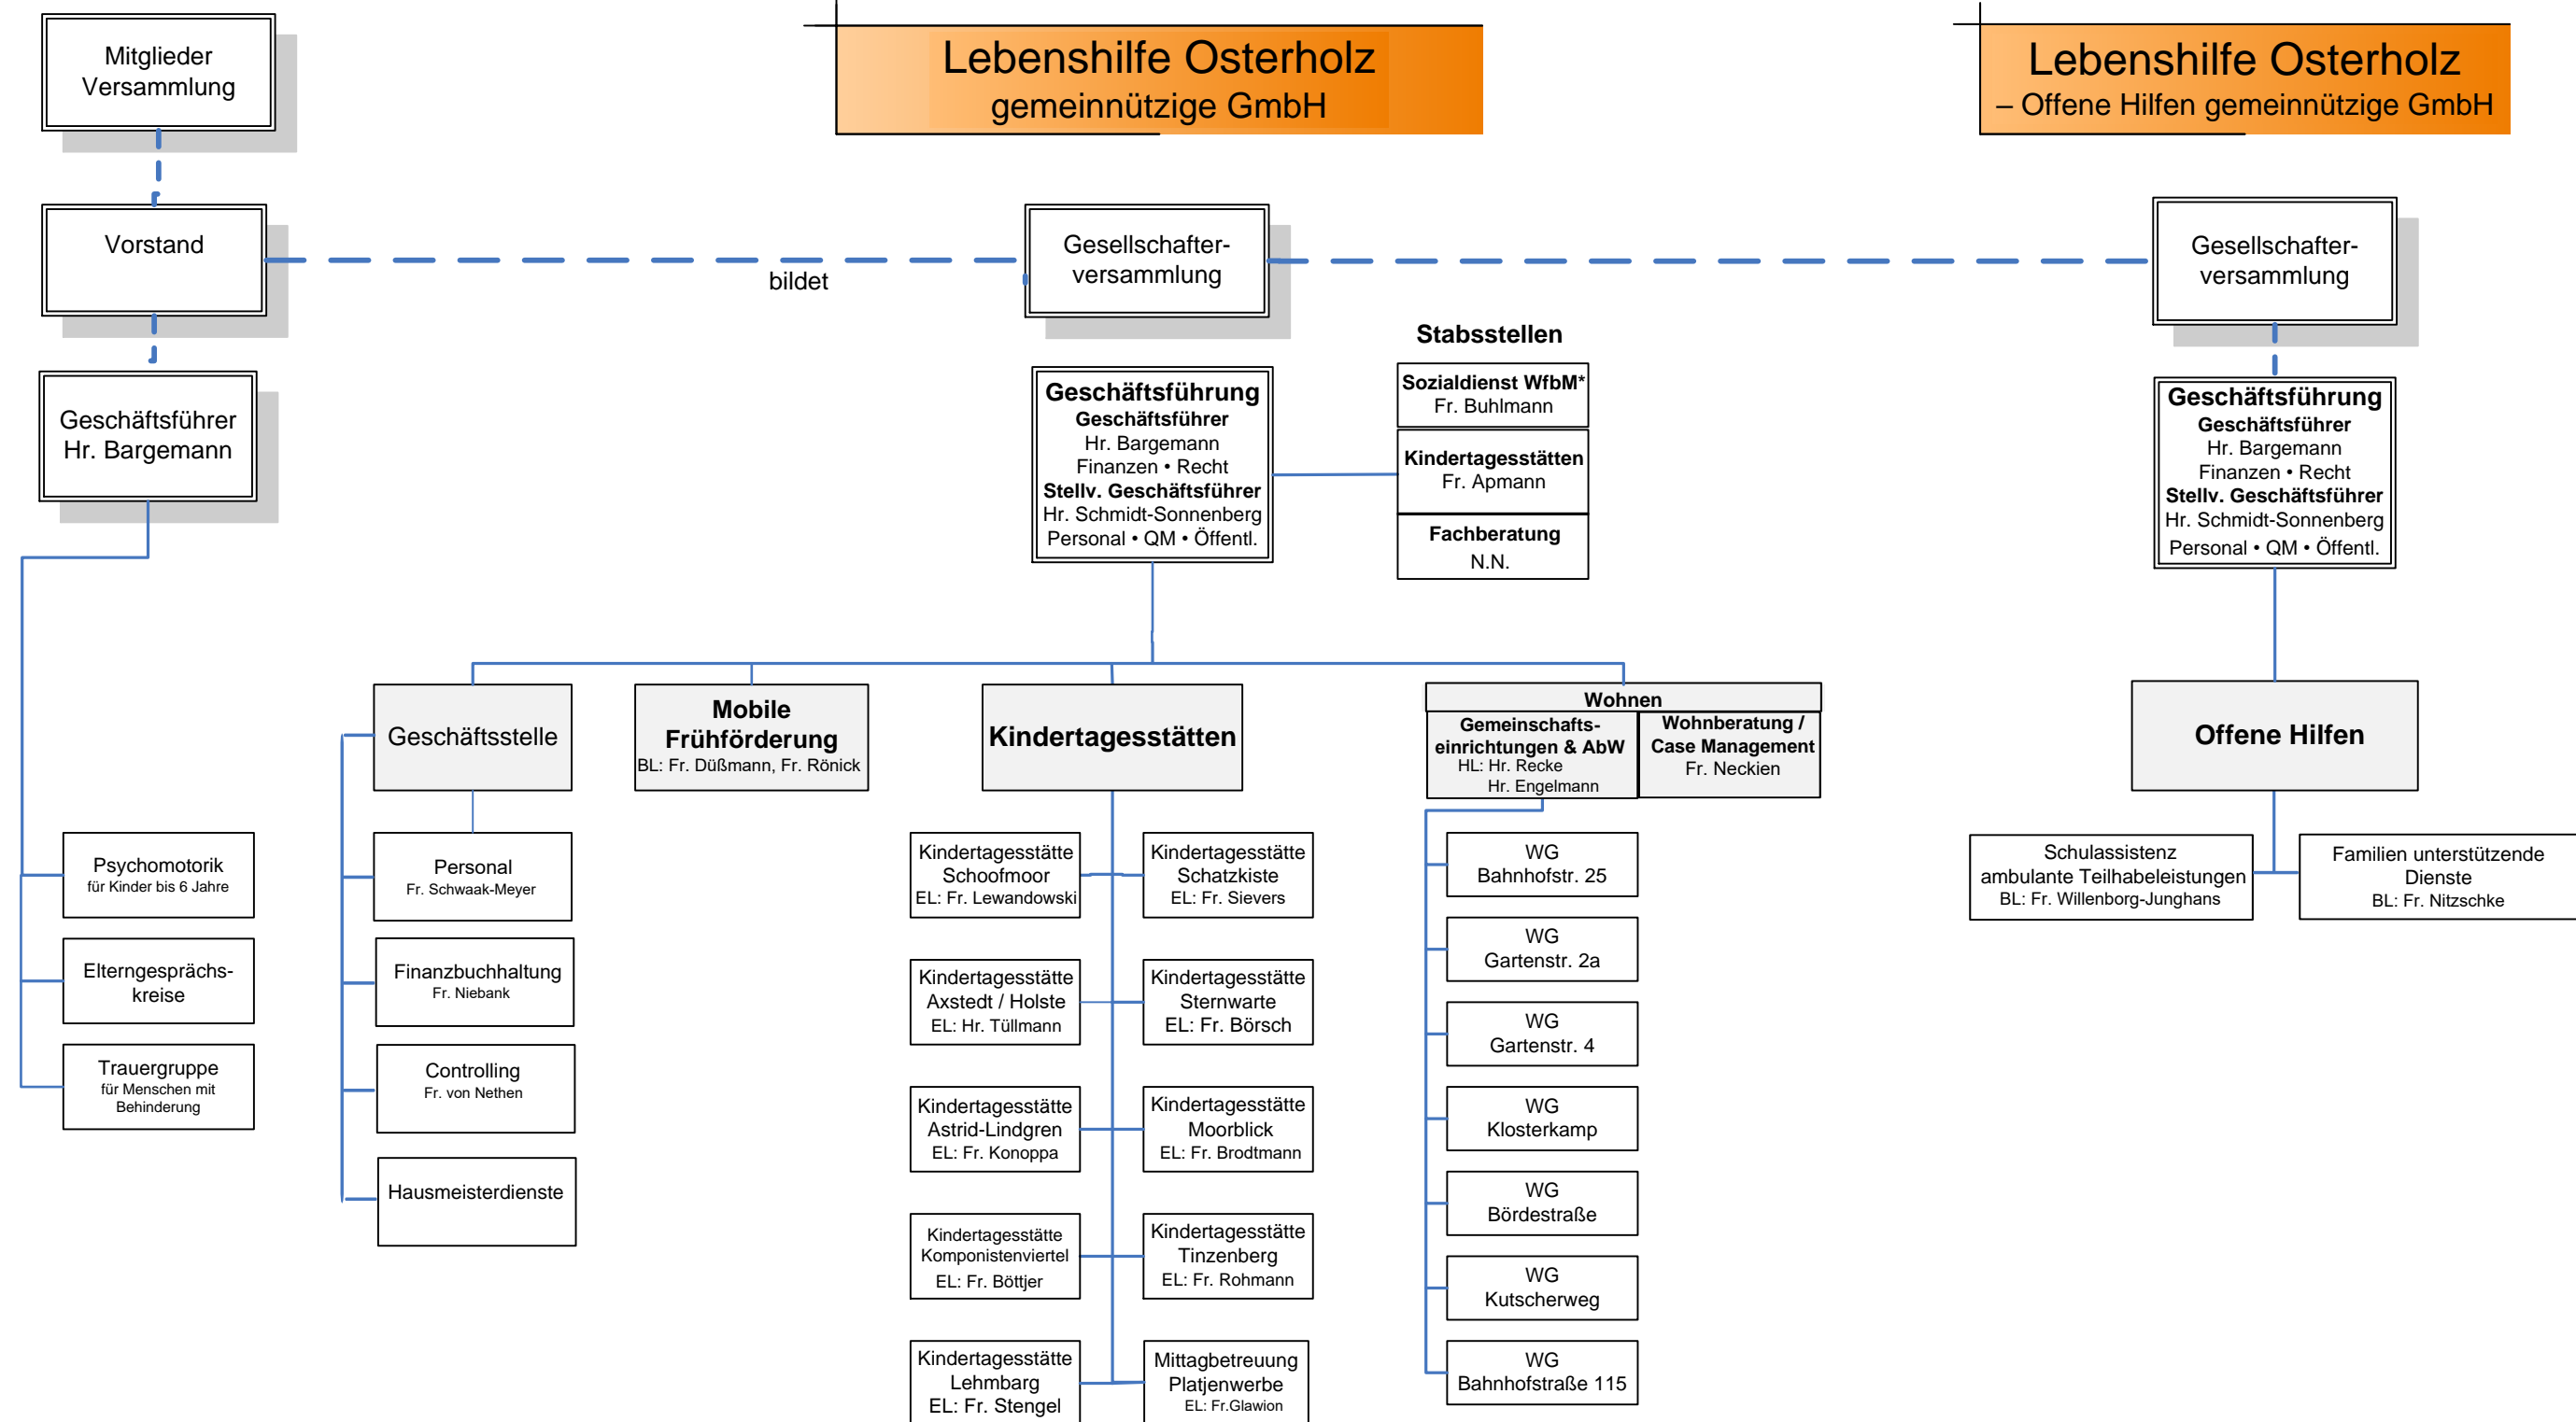 Mitglieder
Versammlung
Lebenshilfe Osterholz
gemeinnützige GmbH
Lebenshilfe Osterholz
– Offene Hilfen gemeinnützige GmbH
Vorstand
bildet
Gesellschafter-
versammlung
Gesellschafter-
versammlung
Geschäftsführer
Hr. Bargemann
Geschäftsführung
Geschäftsführer
Hr. Bargemann
Finanzen • Recht
Stellv. Geschäftsführer
Hr. Schmidt-Sonnenberg
Personal • QM • Öffentl.
Stabsstellen
Sozialdienst WfbM*
Fr. Buhlmann
Kindertagesstätten
Fr. Apmann
Fachberatung
N.N.
Geschäftsführung
Geschäftsführer
Hr. Bargemann
Finanzen • Recht
Stellv. Geschäftsführer
Hr. Schmidt-Sonnenberg
Personal • QM • Öffentl.
Geschäftsstelle
Mobile
Frühförderung
BL: Fr. Düßmann, Fr. Rönick
Kindertagesstätten
Wohnen
Gemeinschafts-
einrichtungen & AbW
HL: Hr. Recke
Hr. Engelmann
Wohnberatung /
Case Management
Fr. Neckien
Offene Hilfen
Psychomotorik
für Kinder bis 6 Jahre
Elterngesprächs-
kreise
Trauergruppe
für Menschen mit
Behinderung
Personal
Fr. Schwaak-Meyer
Finanzbuchhaltung
Fr. Niebank
Controlling
Fr. von Nethen
Hausmeisterdienste
Kindertagesstätte
Schoofmoor
EL: Fr. Lewandowski
Kindertagesstätte
Schatzkiste
EL: Fr. Sievers
Kindertagesstätte
Axstedt / Holste
EL: Hr. Tüllmann
Kindertagesstätte
Sternwarte
EL: Fr. Börsch
Kindertagesstätte
Astrid-Lindgren
EL: Fr. Konoppa
Kindertagesstätte
Moorblick
EL: Fr. Brodtmann
Kindertagesstätte
Komponistenviertel
EL: Fr. Böttjer
Kindertagesstätte
Tinzenberg
EL: Fr. Rohmann
Kindertagesstätte
Lehmbarg
EL: Fr. Stengel
Mittagbetreuung
Platjenwerbe
EL: Fr.Glawion
WG
Bahnhofstr. 25
WG
Gartenstr. 2a
WG
Gartenstr. 4
WG
Klosterkamp
WG
Bördestraße
WG
Kutscherweg
WG
Bahnhofstraße 115
Schulassistenz
ambulante Teilhabeleistungen
BL: Fr. Willenborg-Junghans
Familien unterstützende
Dienste
BL: Fr. Nitzschke